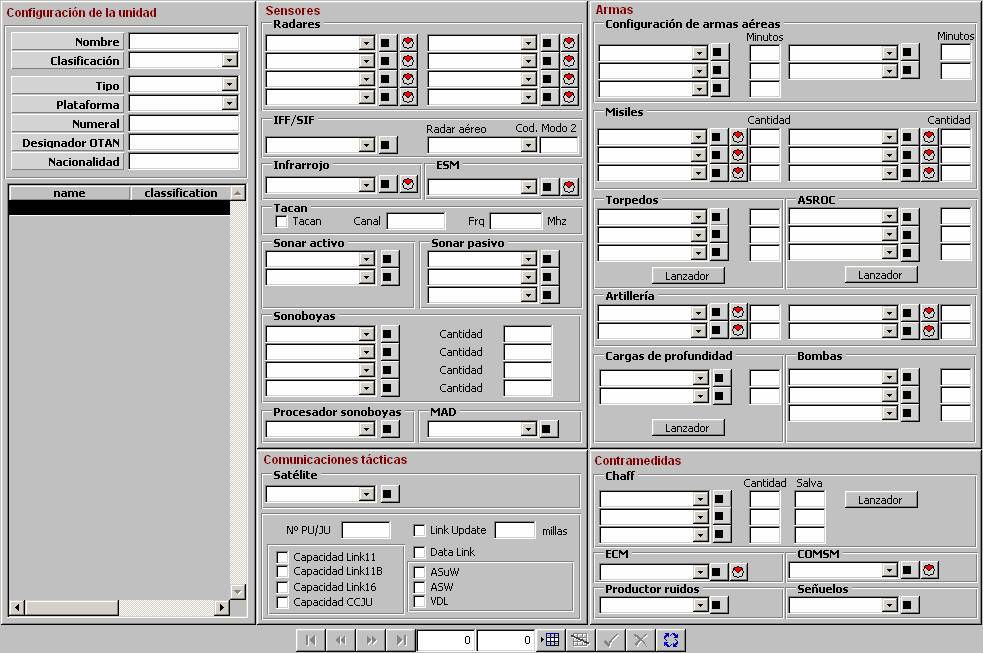 Configuración de la unidad
Nombre
Clasificación
Tipo
Plataforma
Numeral
Designador OTAN
Nacionalidad
name classification
Sensores
Radares
IFF/SIF
Radar aéreo Cod. Modo 2
Infrarrojo ESM
Tacan
Tacan Canal Frq Mhz
Sonar activo Sonar pasivo
Sonoboyas
Cantidad
Cantidad
Cantidad
Cantidad
Procesador sonoboyas MAD
Comunicaciones tácticas
Satélite
Nº PU/JU Link Update millas
Data Link
Capacidad Link11
Capacidad Link11B
Capacidad Link16
Capacidad CCJU
ASuW
ASW
VDL
Armas
Configuración de armas aéreas
Minutos Minutos
Misiles
Cantidad Cantidad
Torpedos ASROC
Lanzador Lanzador
Artillería
Cargas de profundidad Bombas
Lanzador
Contramedidas
Chaff
Cantidad Salva
Lanzador
ECM COMSM
Productor ruidos Señuelos
0 0